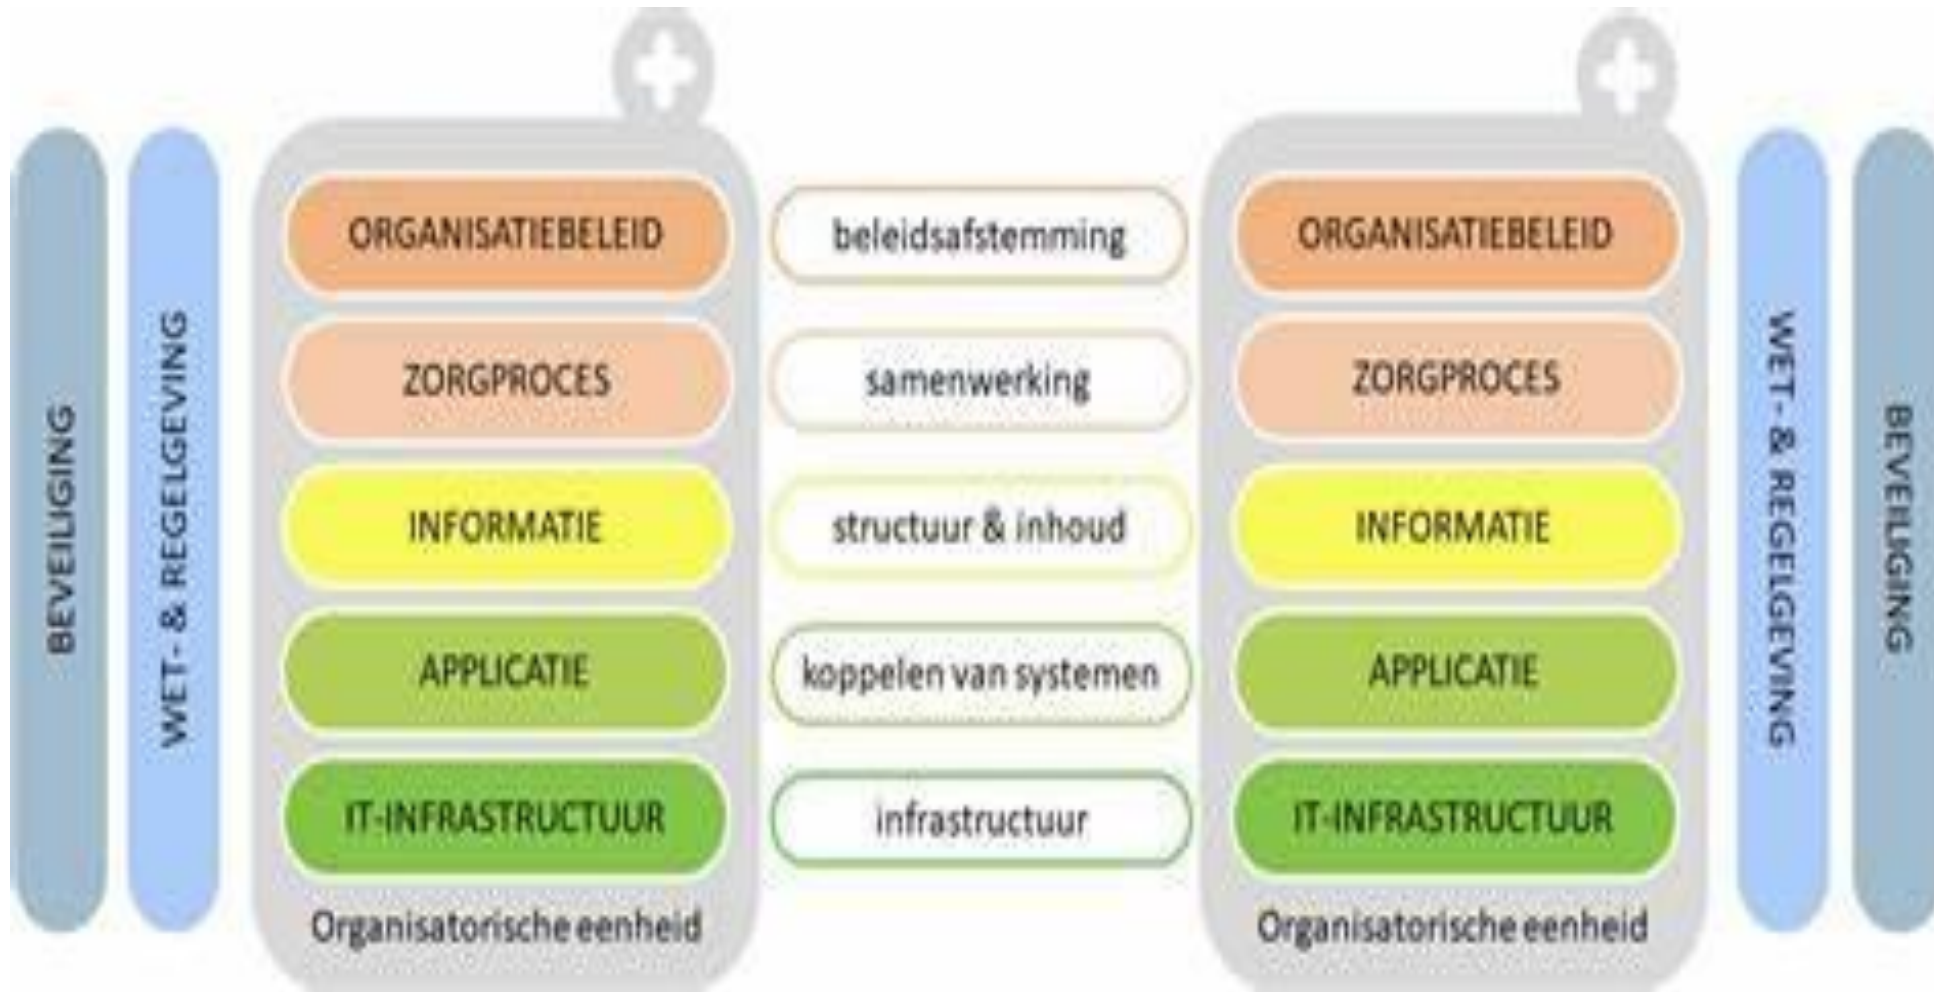 BEVEILIGING
WET- & REGELGEVING
ORGANISATIEBELEID
beleidsafstemming
ORGANISATIEBELEID
ZORGPROCES
samenwerking
ZORGPROCES
INFORMATIE
structuur & inhoud
INFORMATIE
APPLICATIE
koppelen van systemen
APPLICATIE
IT-INFRASTRUCTUUR
infrastructuur
IT-INFRASTRUCTUUR
Organisatorische eenheid
Organisatorische eenheid
WET- & REGELGEVING
BEVEILIGING